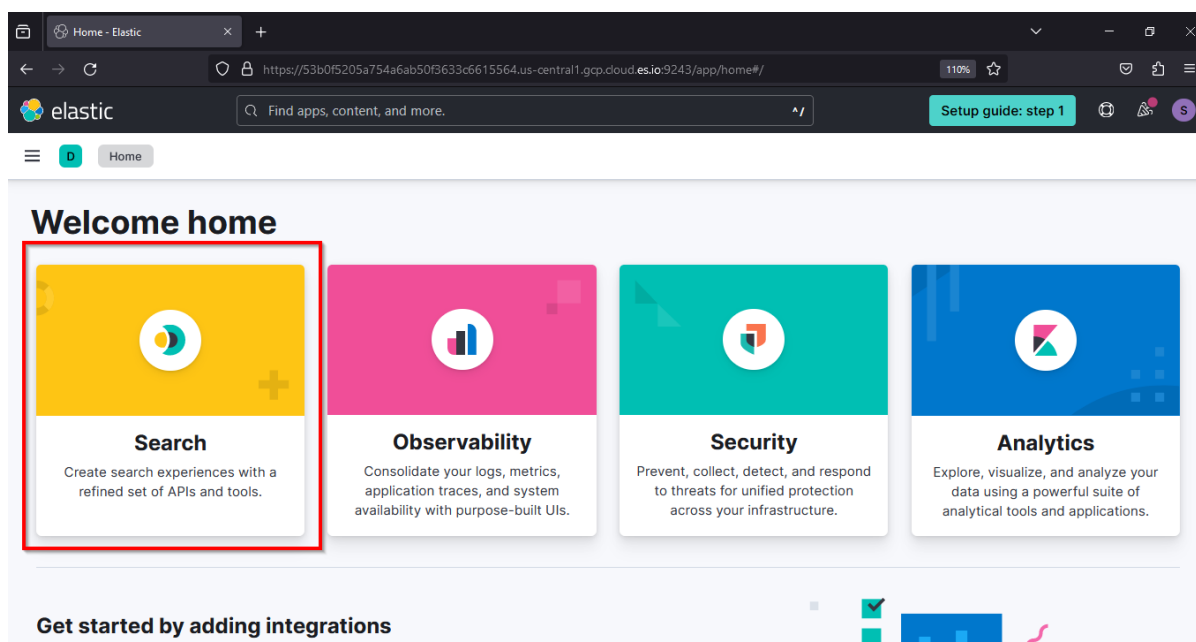 Home - Elastic
https://53b0f5205a754a6ab50f3633c6615564.us-central1.gcp.cloud.es.io:9243/app/home#/
110%
elastic
Find apps, content, and more.
^/
Setup guide: step 1
S
D
Home
Welcome home
Search
Create search experiences with a
refined set of APIs and tools.
Observability
Consolidate your logs, metrics,
application traces, and system
availability with purpose-built UIs.
Security
Prevent, collect, detect, and respond
to threats for unified protection
across your infrastructure.
Analytics
Explore, visualize, and analyze your
data using a powerful suite of
analytical tools and applications.
Get started by adding integrations